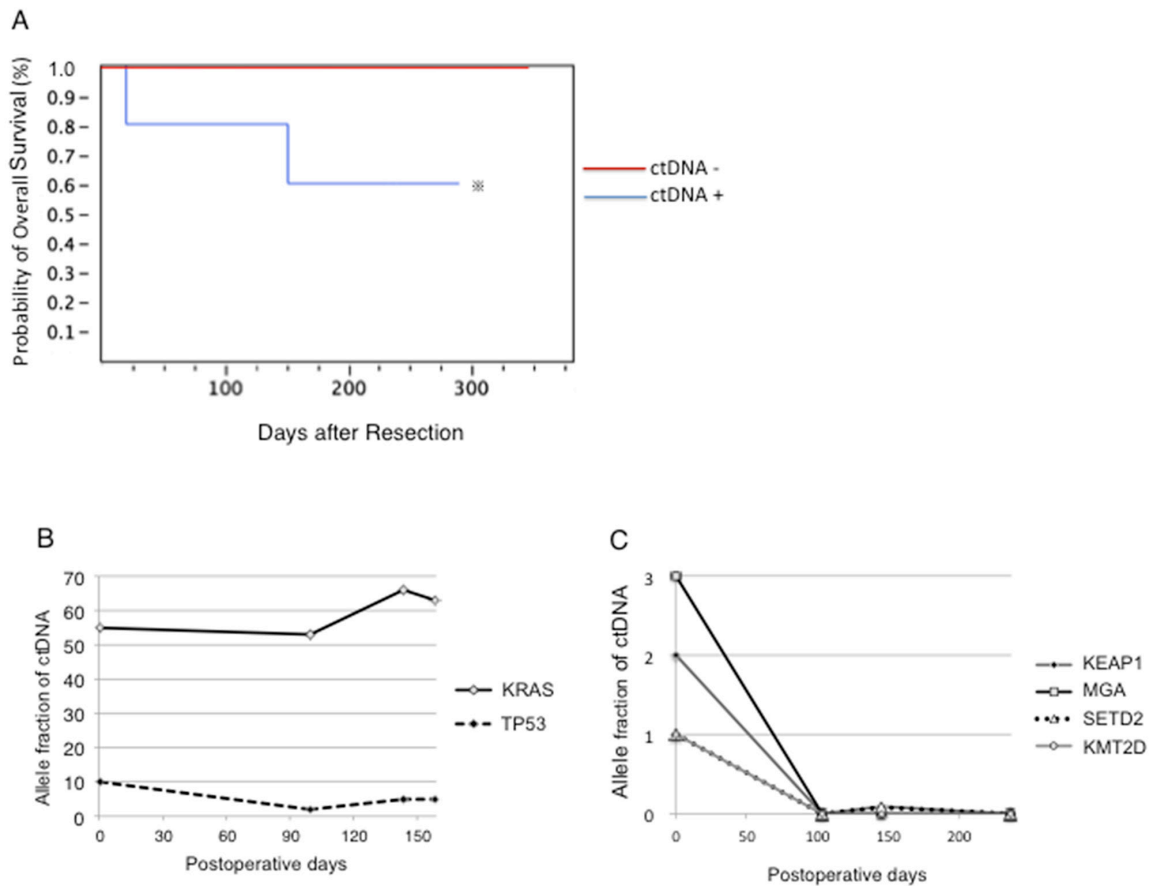 A
Probability of Overall Survival (%)
1.0
0.9
0.8
0.7
0.6
0.5
0.4
0.3
0.2
0.1
※
100 200 300
Days after Resection
ctDNA -
ctDNA +
B
Allele fraction of ctDNA
70
60
50
40
30
20
10
0
0 30 60 90 120 150
Postoperative days
KRAS
TP53
C
Allele fraction of ctDNA
3
2
1
0
0 50 100 150 200
Postoperative days
KEAP1
MGA
SETD2
KMT2D